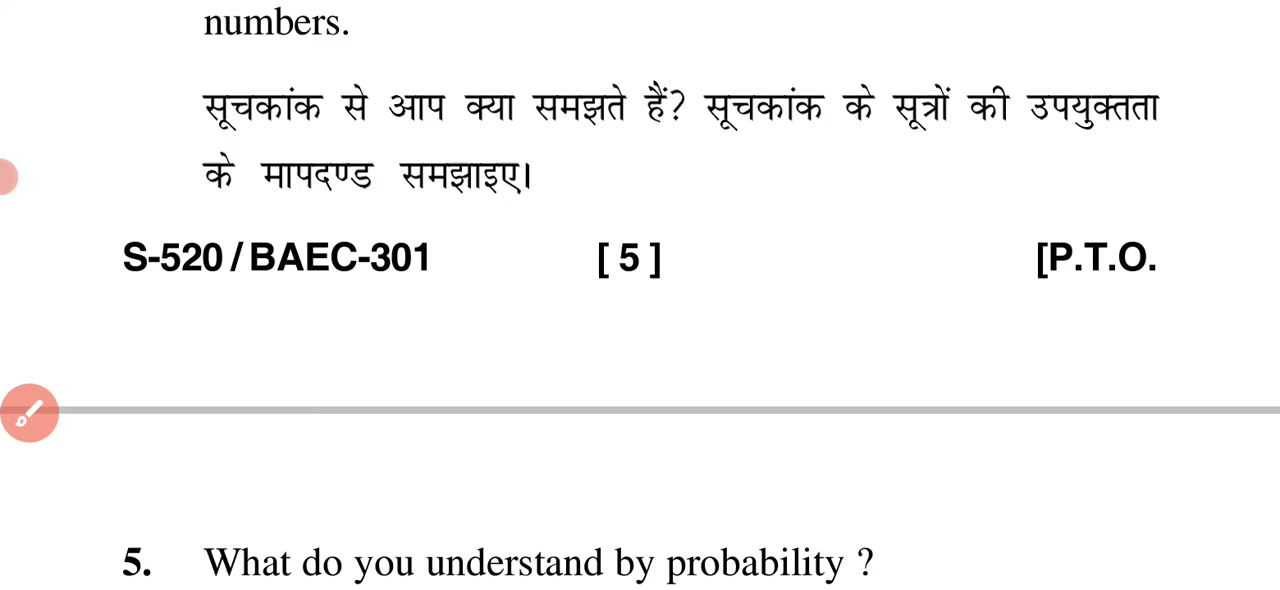 numbers.
सूचकांक से आप क्या समझते हैं? सूचकांक के सूत्रों की उपयुक्तता
के मापदण्ड समझाइए।
S-520 / BAEC-301 [ 5 ] [P.T.O.
5. What do you understand by probability ?